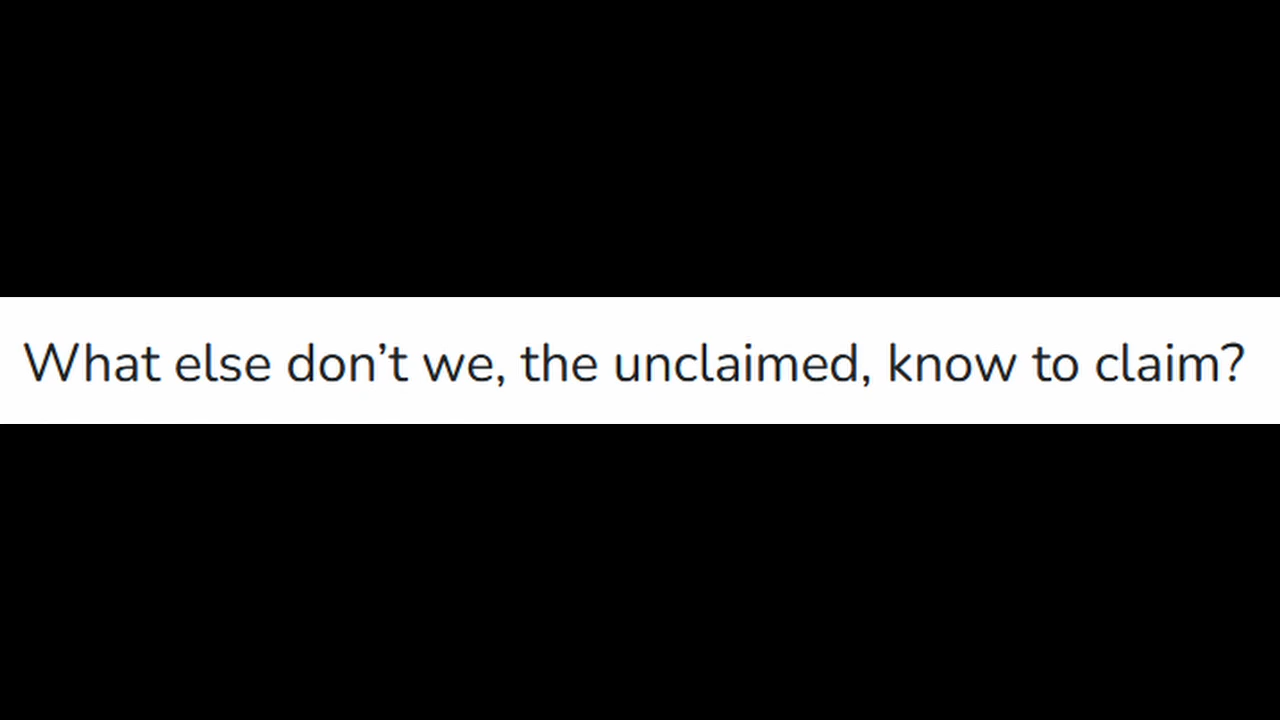 What else don’t we, the unclaimed, know to claim?